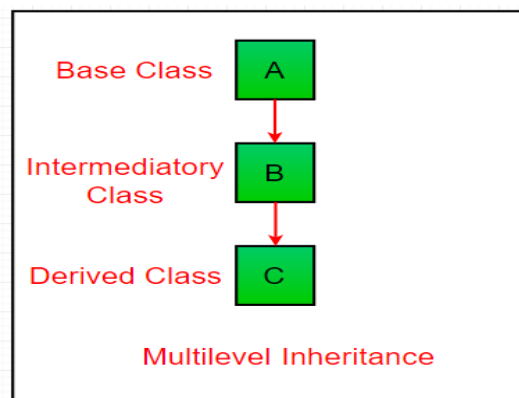 Base Class
A
Intermediatory
Class
B
Derived Class
C
Multilevel Inheritance